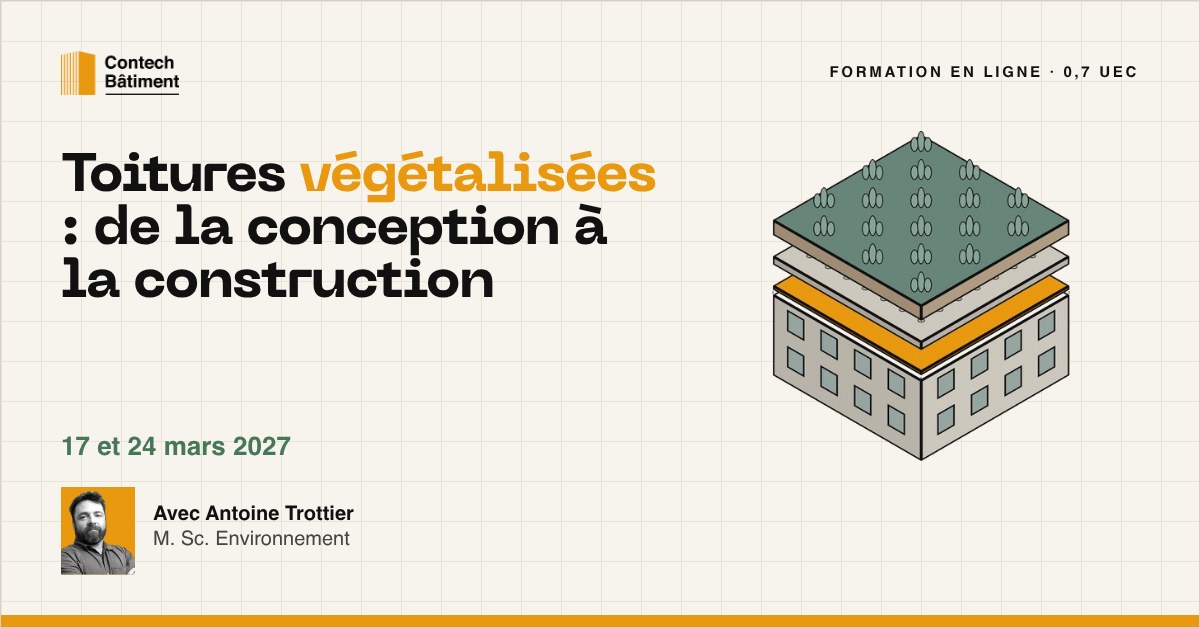 Contech
Bâtiment
FORMATION EN LIGNE · 0,7 UEC
Toitures végétalisées
: de la conception à
la construction
17 et 24 mars 2027
Avec Antoine Trottier
M. Sc. Environnement